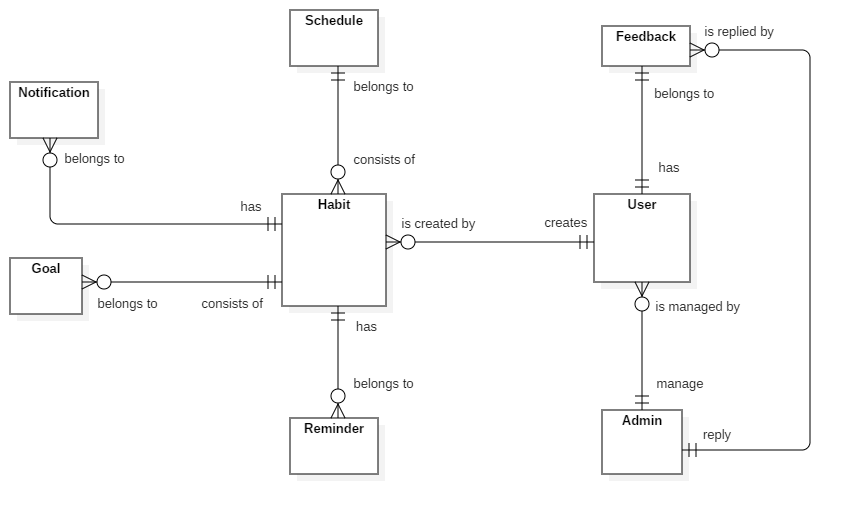 Schedule
is replied by
Feedback
belongs to
Notification
belongs to
belongs to
consists of
has
has
Habit
User
is created by
creates
Goal
belongs to
consists of
is managed by
has
belongs to
manage
Reminder
Admin
reply